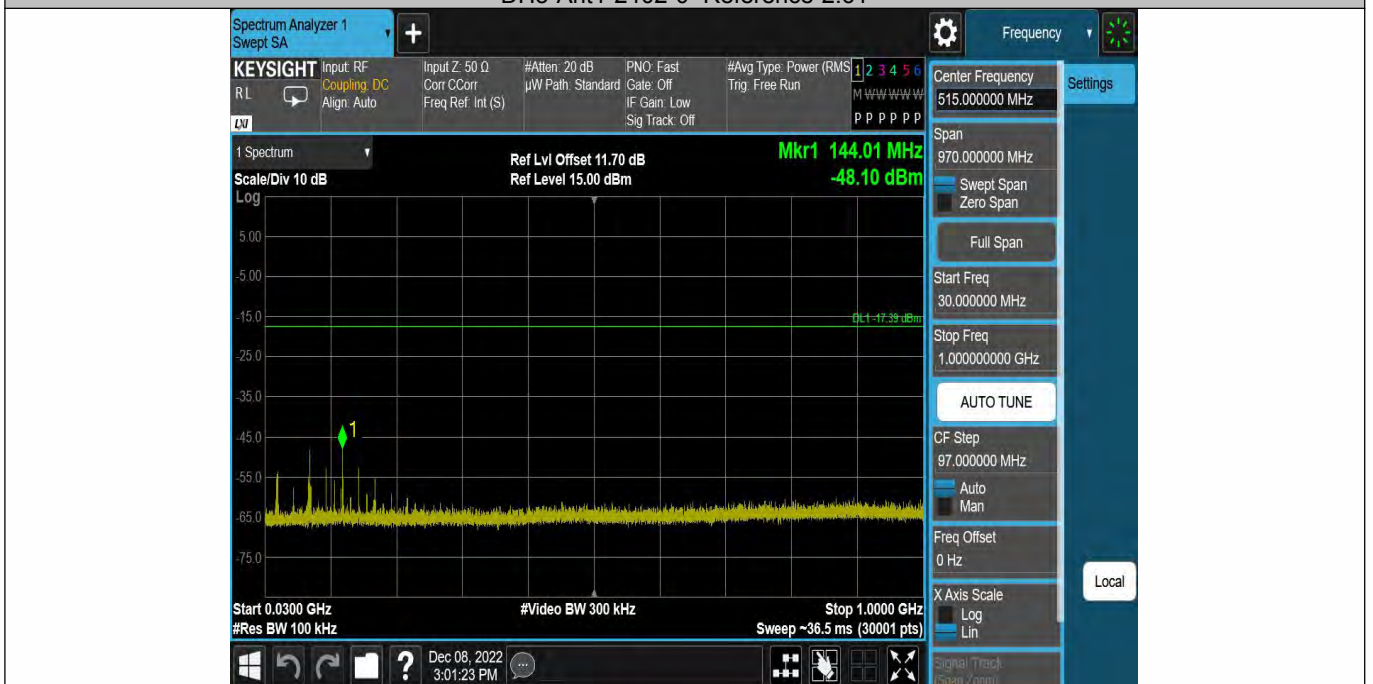 Spectrum Analyzer 1
Swept SA
+
Frequency
KEYSIGHT
RL
LXI
Input: RF
Coupling: DC
Align: Auto
Input Z: 50 Ω
Corr CCorr
Freq Ref: Int (S)
#Atten: 20 dB
µW Path: Standard
PNO: Fast
Gate: Off
IF Gain: Low
Sig Track: Off
#Avg Type: Power (RMS
Trig: Free Run
1 2 3 4 5 6
M W W W W W
P P P P P P
Center Frequency
515.000000 MHz
Settings
1 Spectrum
Scale/Div 10 dB
Log
Ref Lvl Offset 11.70 dB
Ref Level 15.00 dBm
Mkr1 144.01 MHz
-48.10 dBm
Span
970.000000 MHz
Swept Span
Zero Span
Full Span
Start Freq
30.000000 MHz
Stop Freq
1.000000000 GHz
AUTO TUNE
CF Step
97.000000 MHz
Auto
Man
Freq Offset
0 Hz
X Axis Scale
Log
Lin
Signal Track
(Span Zoom)
Local
5.00
-5.00
-15.0
DL1 -17.39 dBm
-25.0
-35.0
-45.0
1
-55.0
-65.0
-75.0
Start 0.0300 GHz
#Res BW 100 kHz
#Video BW 300 kHz
Stop 1.0000 GHz
Sweep ~36.5 ms (30001 pts)
?
Dec 08, 2022
3:01:23 PM